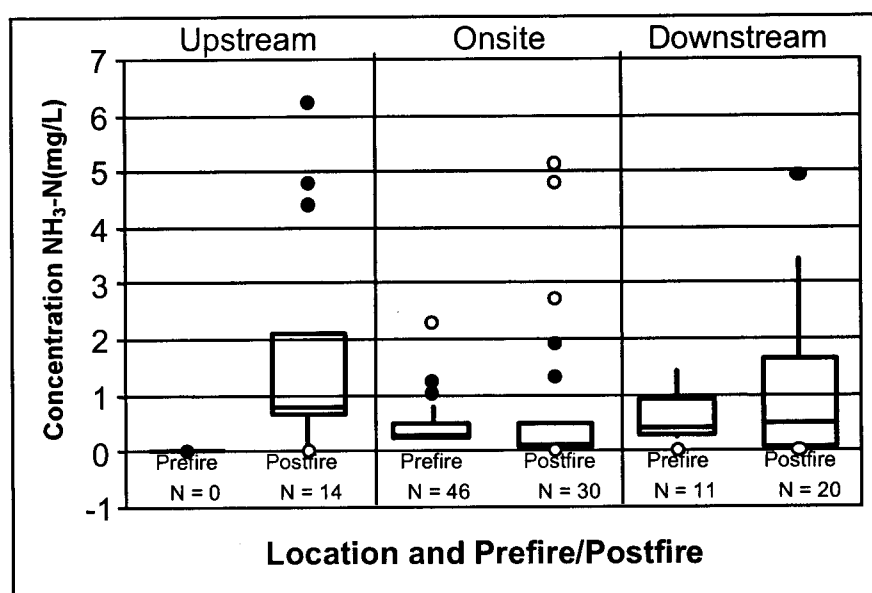 Upstream Onsite Downstream
7
6
5
4
3
2
1
0
-1
Concentration NH₃-N(mg/L)
Prefire Postfire Prefire Postfire Prefire Postfire
N = 0 N = 14 N = 46 N = 30 N = 11 N = 20
Location and Prefire/Postfire